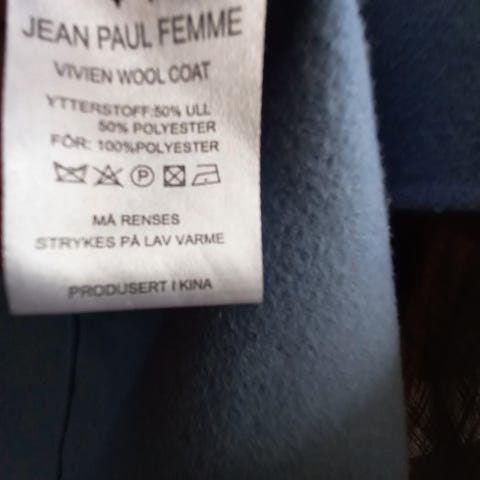 JEAN PAUL FEMME
VIVIEN WOOL COAT
YTTERSTOFF:50% ULL
50% POLYESTER
FÔR: 100%POLYESTER
P
MÅ RENSES
STRYKES PÅ LAV VARME
PRODUSERT I KINA